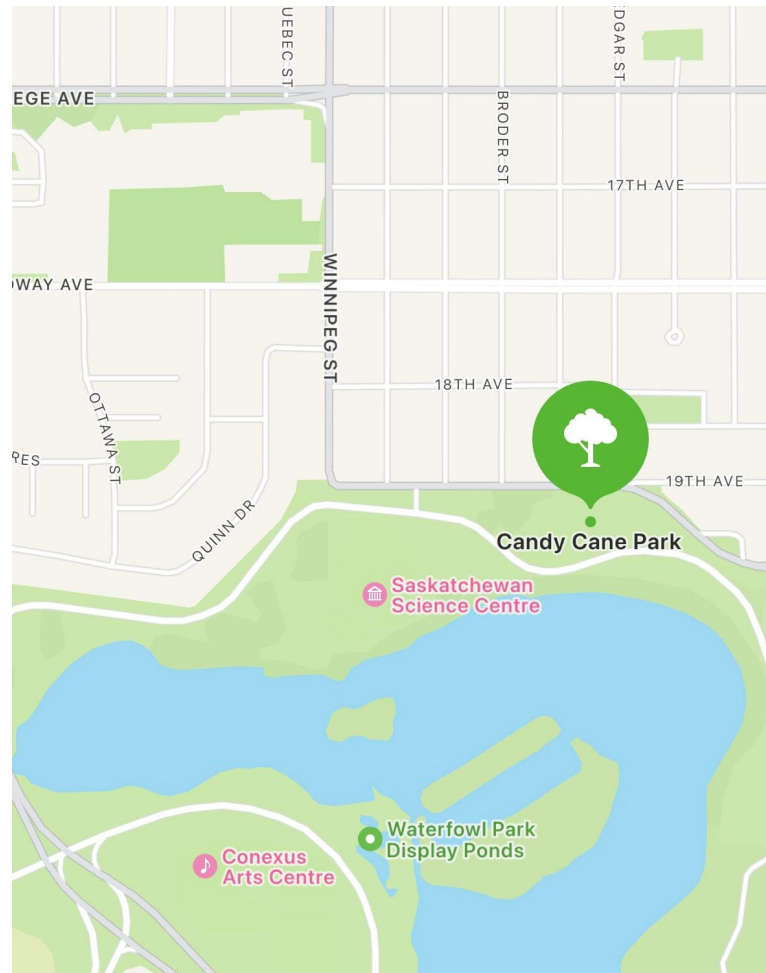 UEBEC ST
EDGAR ST
EGE AVE
BRODER ST
17TH AVE
WINNIPEG ST
WAY AVE
18TH AVE
OTTAWA ST
RES
19TH AVE
QUINN DR
Candy Cane Park
Saskatchewan
Science Centre
Waterfowl Park
Display Ponds
Conexus
Arts Centre